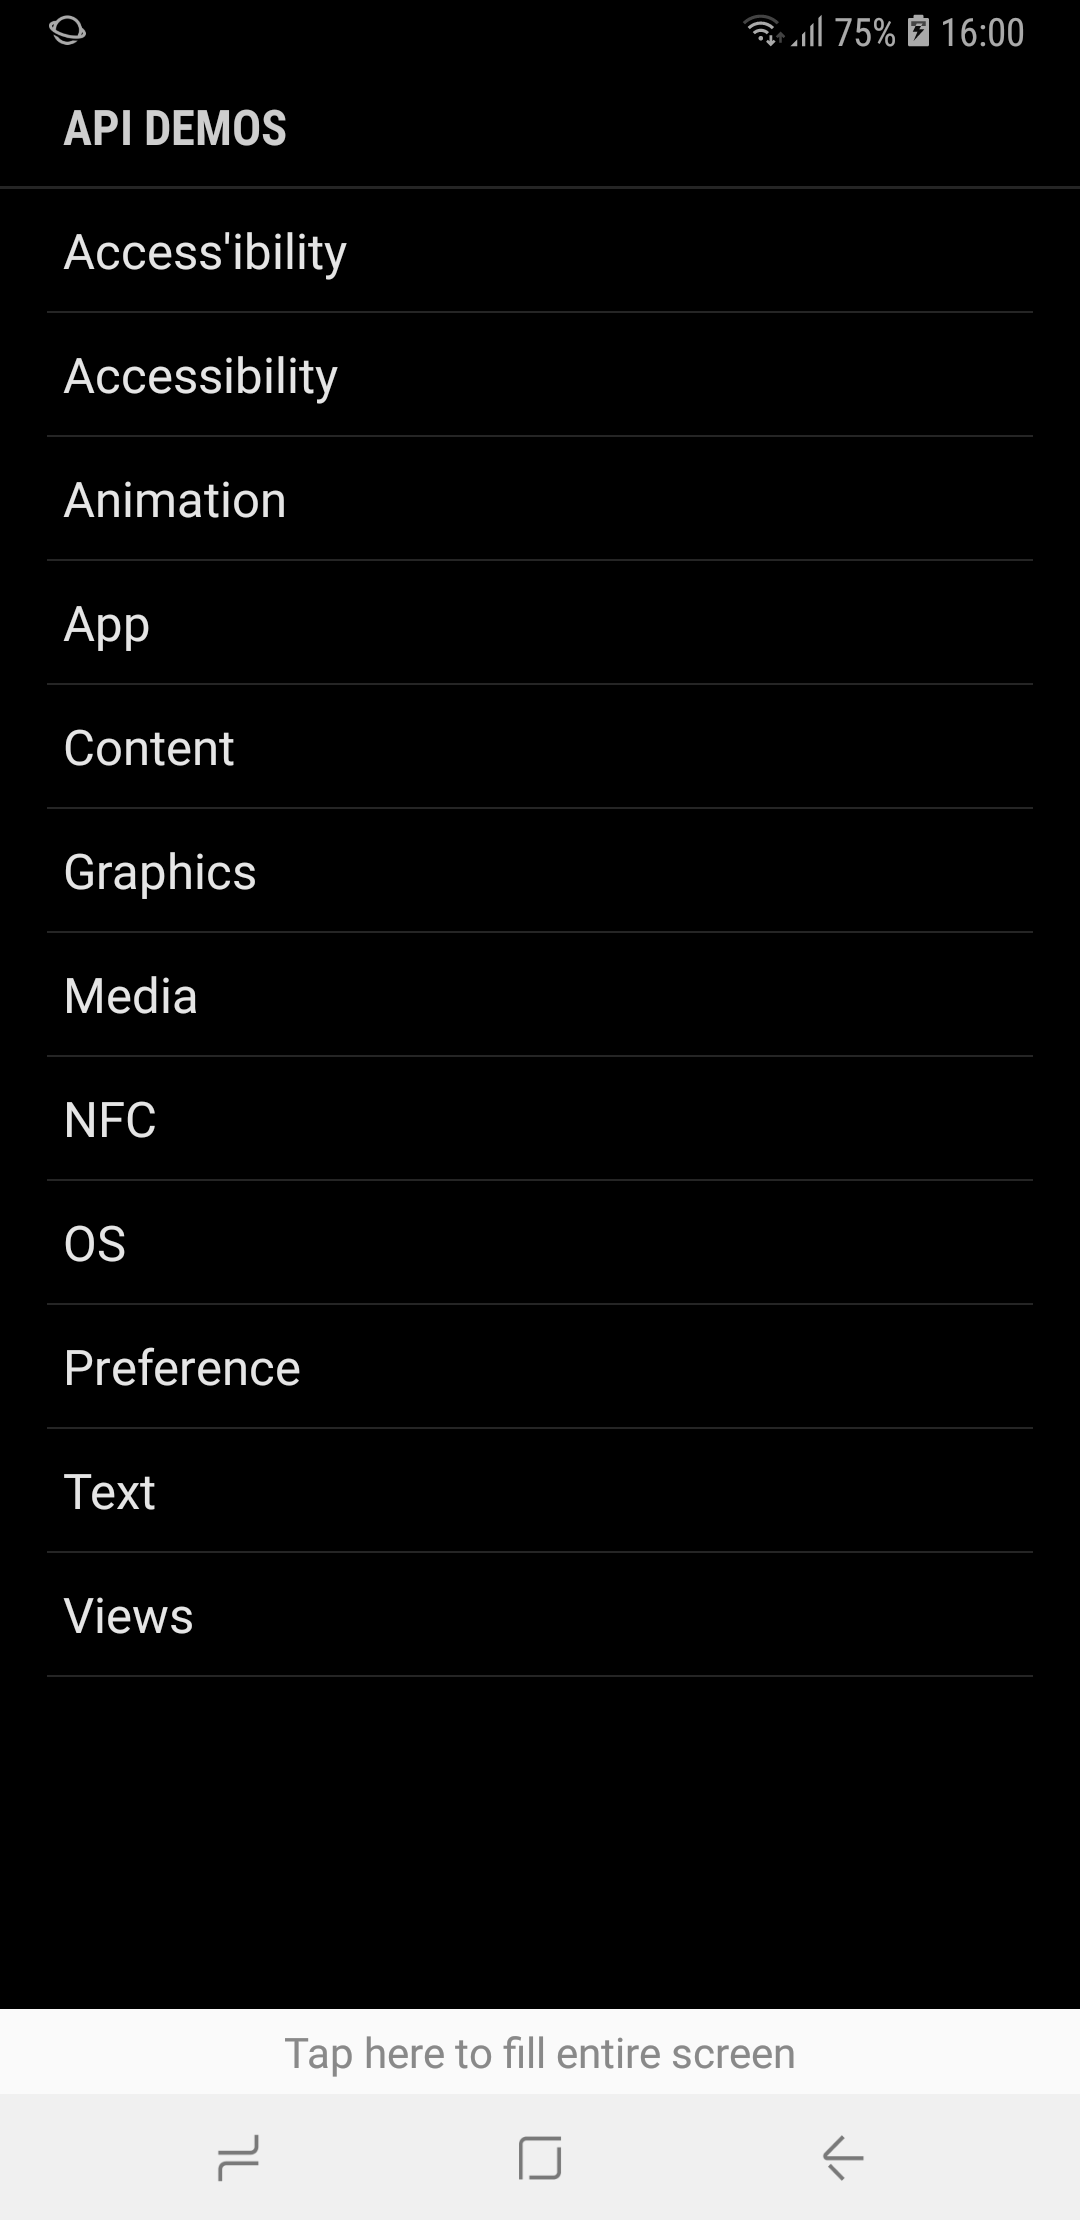 75% 16:00
API DEMOS
Access'ibility
Accessibility
Animation
App
Content
Graphics
Media
NFC
OS
Preference
Text
Views
Tap here to fill entire screen